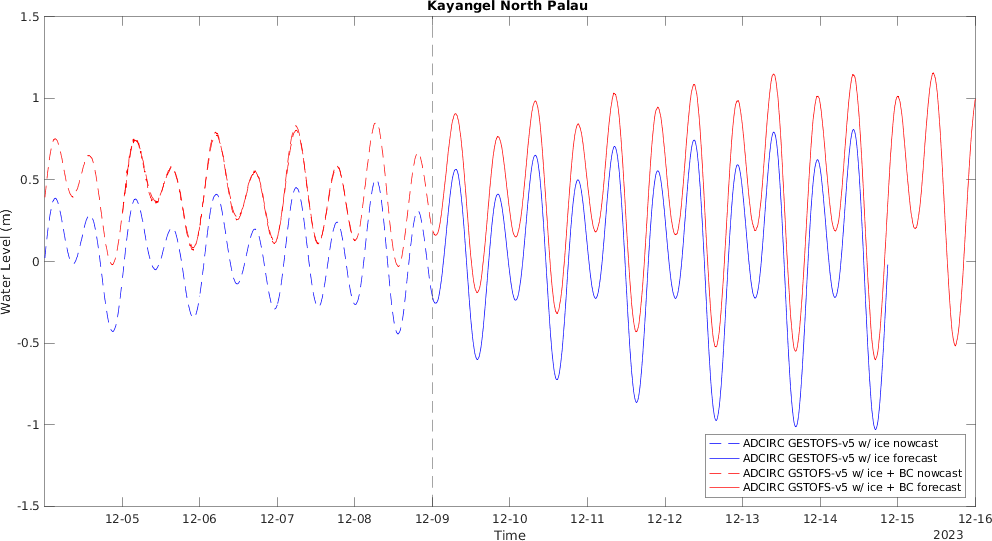 Kayangel North Palau
1.5
1
0.5
0
-0.5
-1
-1.5
Water Level (m)
ADCIRC GESTOFS-v5 w/ ice nowcast
ADCIRC GESTOFS-v5 w/ ice forecast
ADCIRC GSTOFS-v5 w/ ice + BC nowcast
ADCIRC GSTOFS-v5 w/ ice + BC forecast
12-05 12-06 12-07 12-08 12-09 12-10 12-11 12-12 12-13 12-14 12-15 12-16
Time
2023